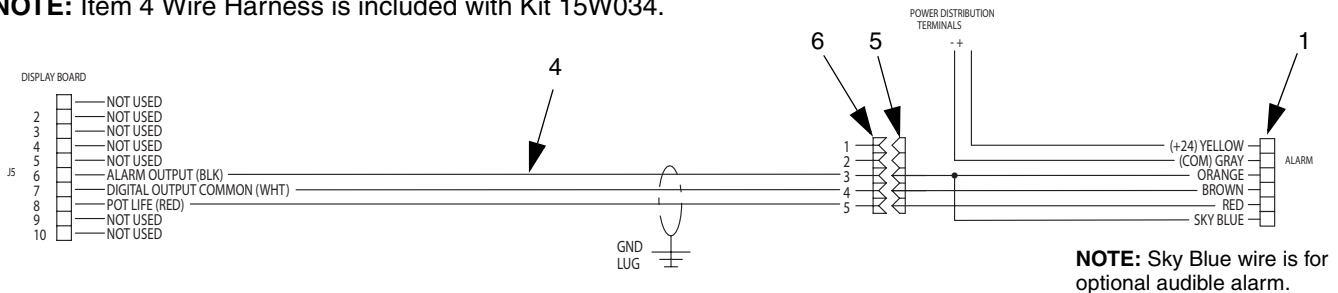 NOTE: Item 4 Wire Harness is included with Kit 15W034.
POWER DISTRIBUTION
TERMINALS
- +
6
5
1
4
DISPLAY BOARD
NOT USED
2 NOT USED
3 NOT USED
4 NOT USED
5 NOT USED
J5
6 ALARM OUTPUT (BLK)
7 DIGITAL OUTPUT COMMON (WHT)
8 POT LIFE (RED)
9 NOT USED
10 NOT USED
GND
LUG
1
2
3
4
5
(+24) YELLOW
(COM) GRAY
ORANGE
BROWN
RED
SKY BLUE
ALARM
NOTE: Sky Blue wire is for
optional audible alarm.